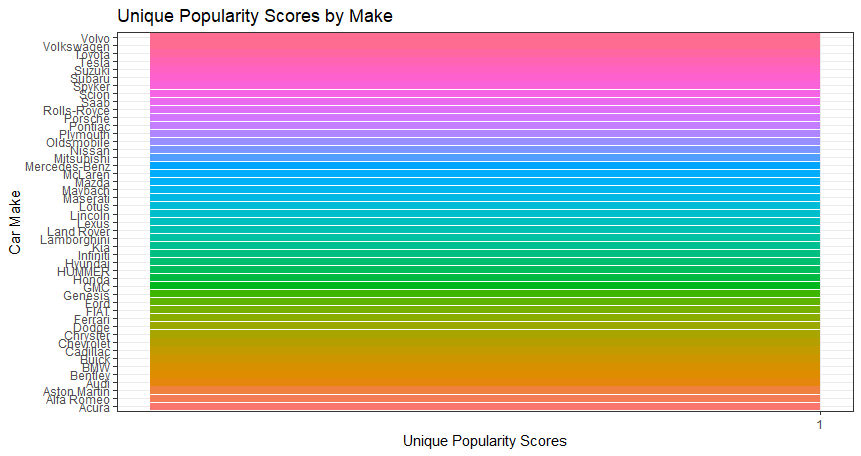 Unique Popularity Scores by Make
Volvo
Volkswagen
Toyota
Tesla
Suzuki
Subaru
Spyker
Scion
Saab
Rolls-Royce
Porsche
Pontiac
Plymouth
Oldsmobile
Nissan
Mitsubishi
Mercedes-Benz
McLaren
Mazda
Maybach
Maserati
Lotus
Lincoln
Lexus
Land Rover
Lamborghini
Kia
Infiniti
Hyundai
HUMMER
Honda
GMC
Genesis
Ford
FIAT
Ferrari
Dodge
Chrysler
Chevrolet
Cadillac
Buick
BMW
Bentley
Audi
Aston Martin
Alfa Romeo
Acura
Car Make
1
Unique Popularity Scores